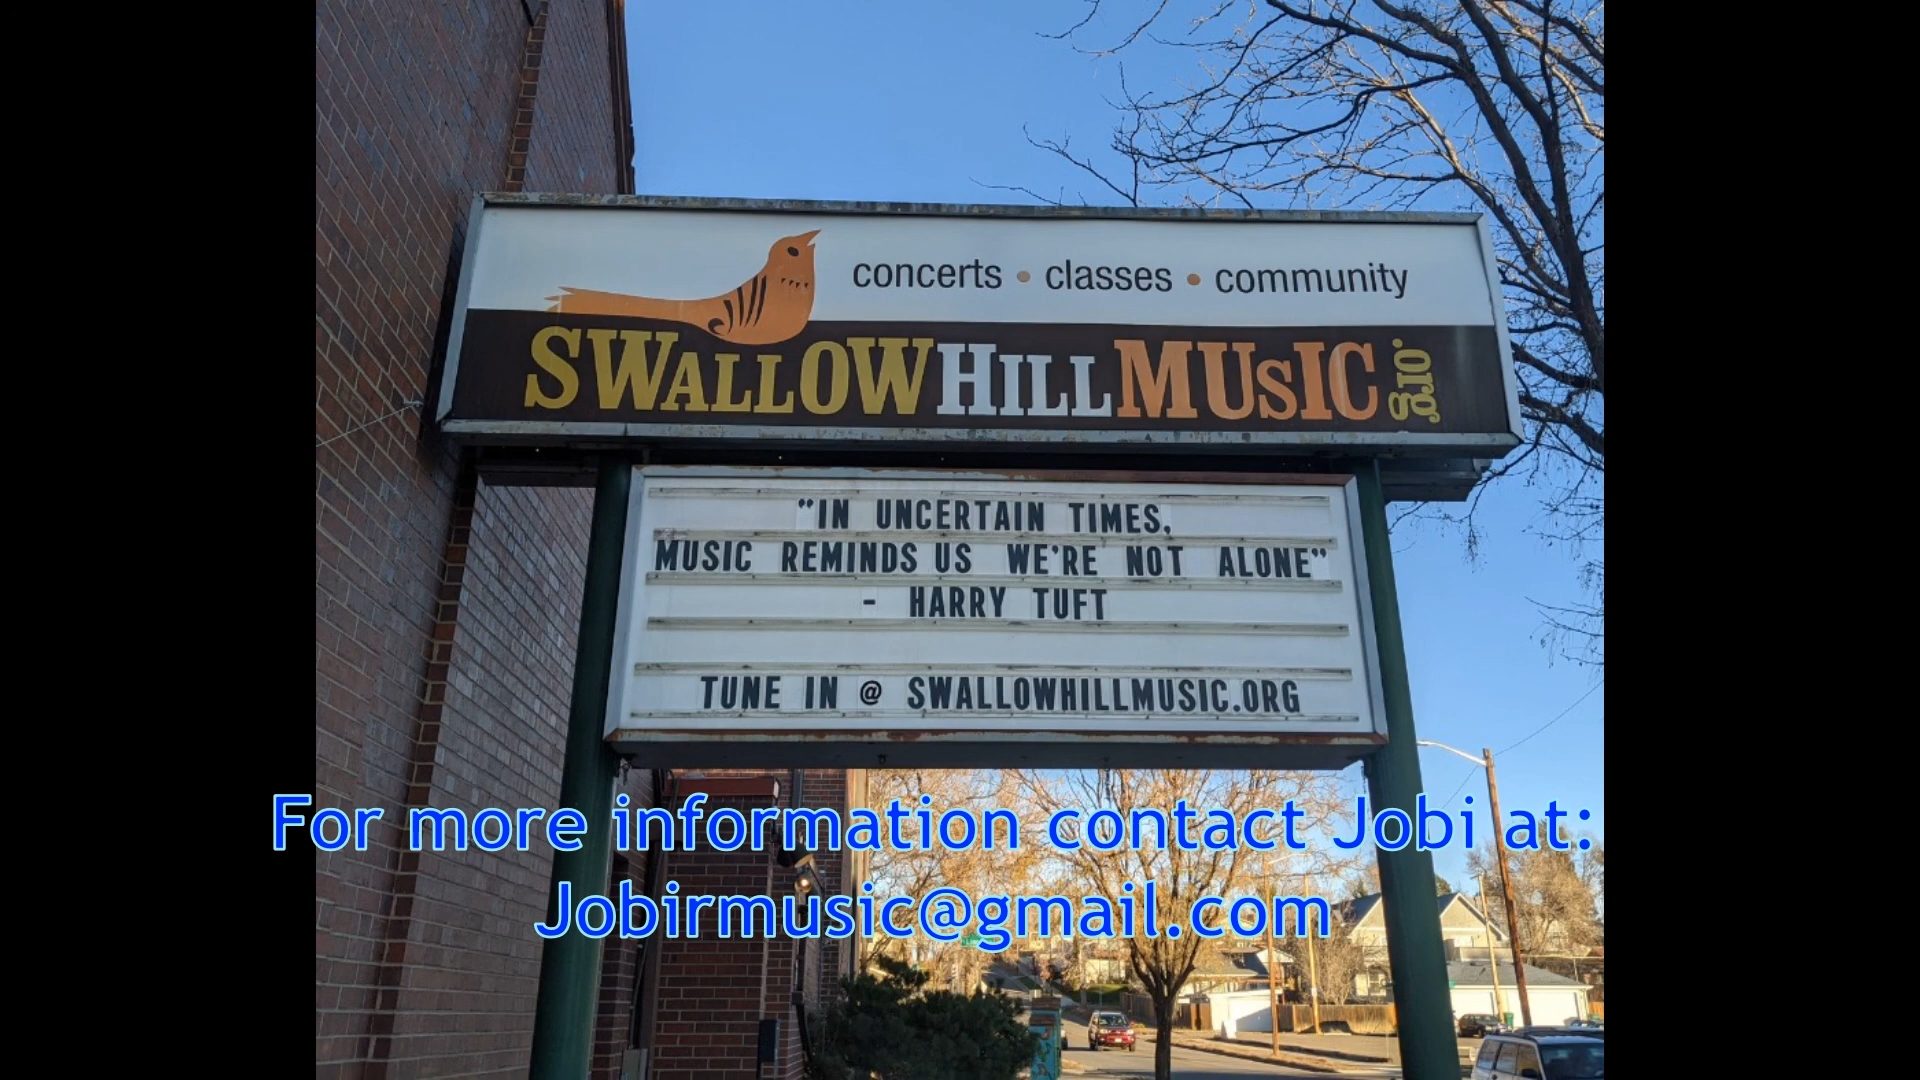 concerts • classes • community
SWALLOWHILLMUSIC.org
"IN UNCERTAIN TIMES,
MUSIC REMINDS US WE'RE NOT ALONE"
- HARRY TUFT
TUNE IN @ SWALLOWHILLMUSIC.ORG
For more information contact Jobi at:
Jobirmusic@gmail.com